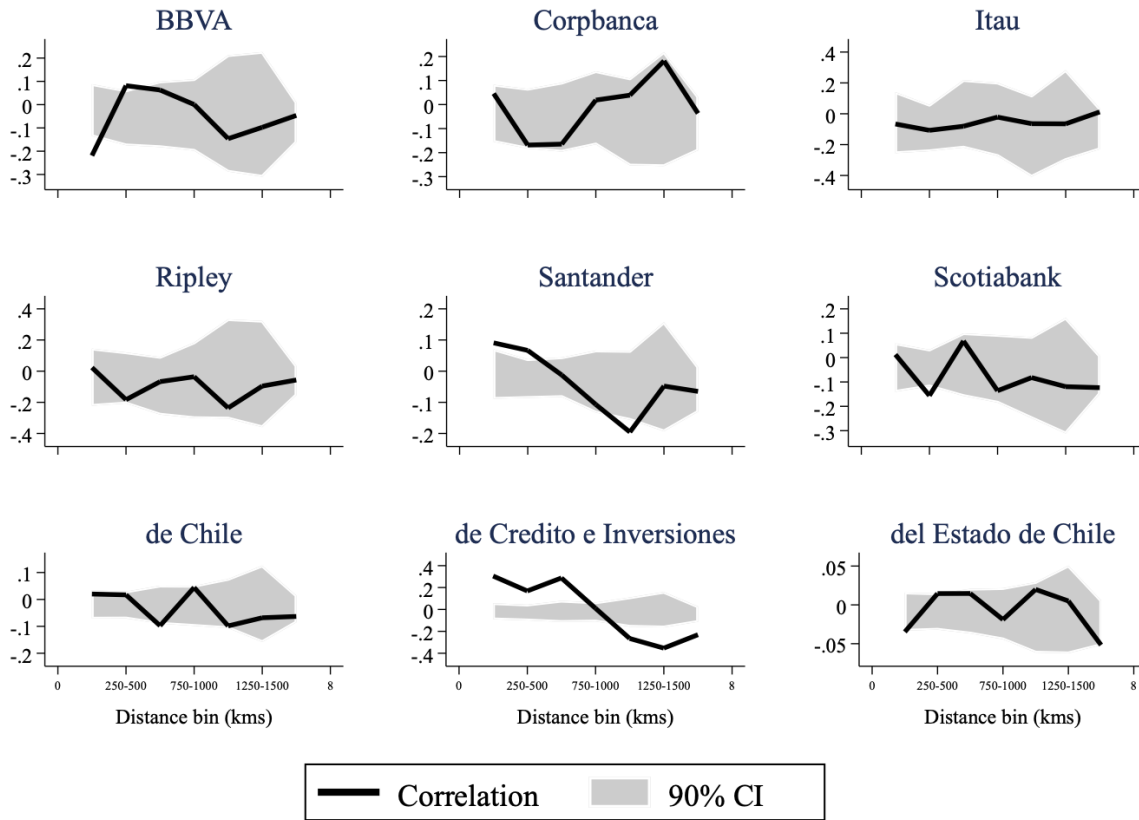 BBVA
.2
.1
0
-.1
-.2
-.3
Corpbanca
.2
.1
0
-.1
-.2
-.3
Itau
.4
.2
0
-.2
-.4
Ripley
.4
.2
0
-.2
-.4
Santander
.2
.1
0
-.1
-.2
Scotiabank
.2
.1
0
-.1
-.2
-.3
de Chile
.1
0
-.1
-.2
0 250-500 750-1000 1250-1500 8
Distance bin (kms)
de Credito e Inversiones
.4
.2
0
-.2
-.4
0 250-500 750-1000 1250-1500 8
Distance bin (kms)
del Estado de Chile
.05
0
-.05
0 250-500 750-1000 1250-1500 8
Distance bin (kms)
Correlation 90% CI